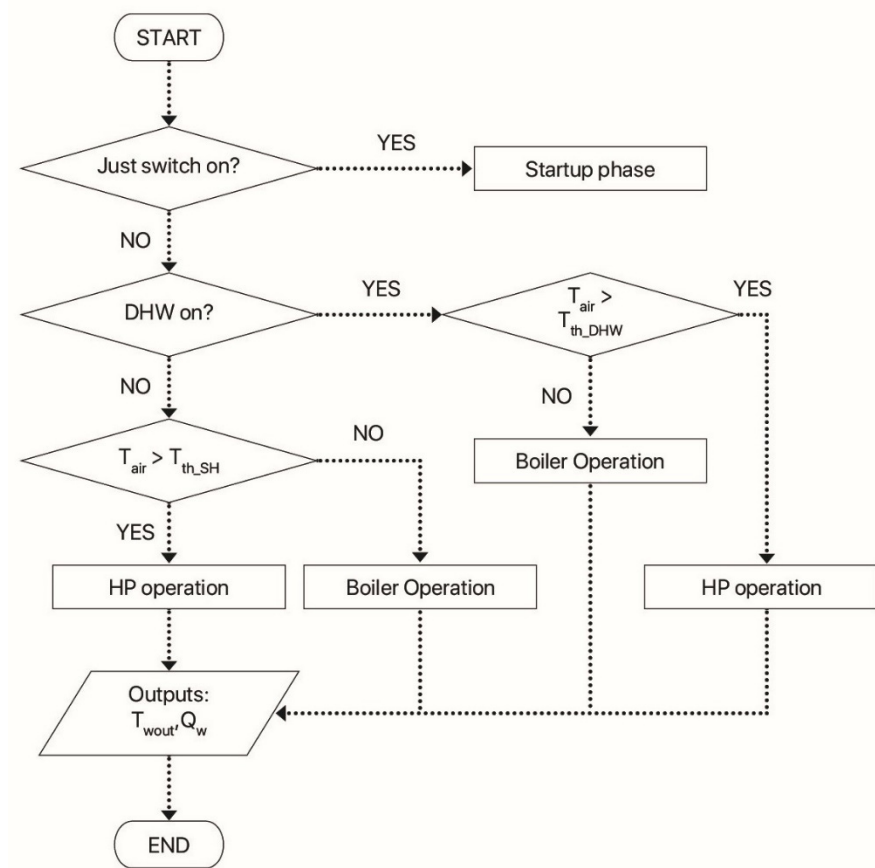 START
YES
Just switch on?
Startup phase
NO
YES
T_air >
T_th_DHW
YES
DHW on?
NO
NO
T_air > T_th_SH
NO
Boiler Operation
YES
HP operation
Boiler Operation
HP operation
Outputs:
T_wout,Q_w
END